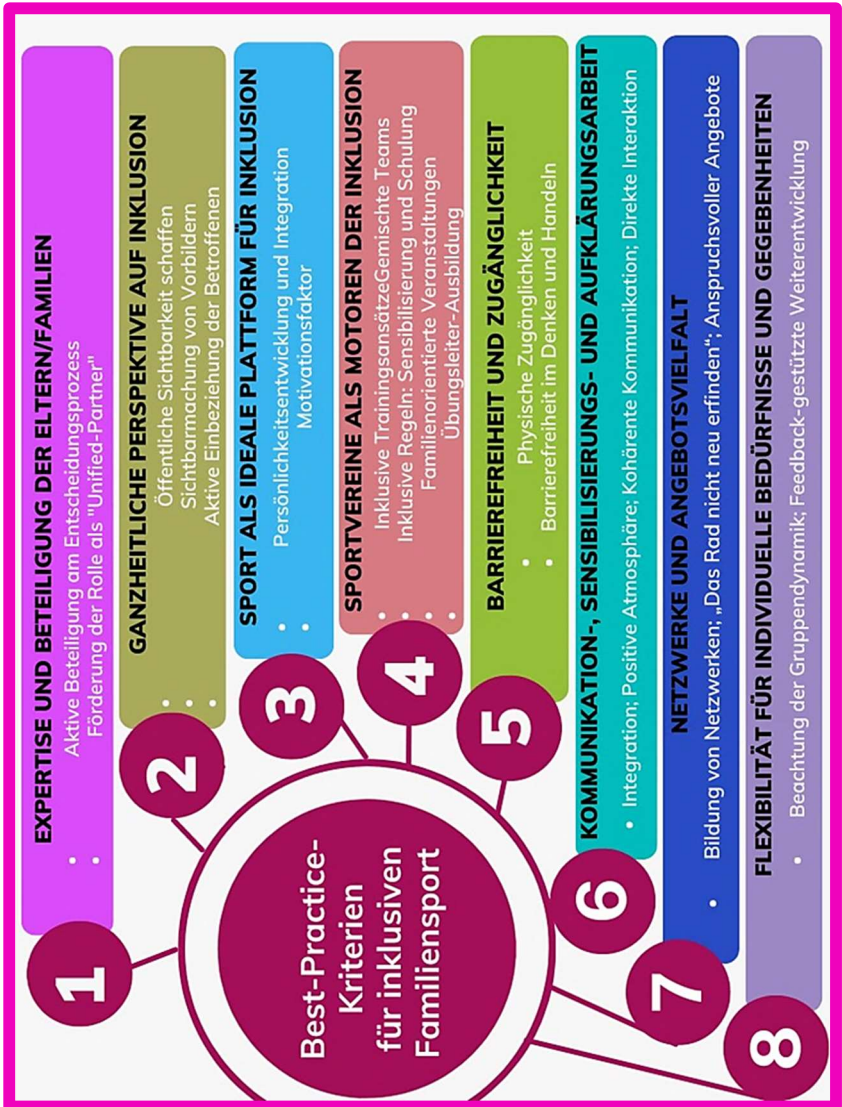 Best-Practice-
Kriterien
für inklusiven
Familiensport
1
EXPERTISE UND BETEILIGUNG DER ELTERN/FAMILIEN
• Aktive Beteiligung am Entscheidungsprozess
• Förderung der Rolle als "Unified-Partner"
2
GANZHEITLICHE PERSPEKTIVE AUF INKLUSION
• Öffentliche Sichtbarkeit schaffen
• Sichtbarmachung von Vorbildern
• Aktive Einbeziehung der Betroffenen
3
SPORT ALS IDEALE PLATTFORM FÜR INKLUSION
• Persönlichkeitsentwicklung und Integration
• Motivationsfaktor
4
SPORTVEREINE ALS MOTOREN DER INKLUSION
• Inklusive TrainingsansätzeGemischte Teams
• Inklusive Regeln: Sensibilisierung und Schulung
• Familienorientierte Veranstaltungen
• Übungsleiter-Ausbildung
5
BARRIEREFREIHEIT UND ZUGÄNGLICHKEIT
• Physische Zugänglichkeit
• Barrierefreiheit im Denken und Handeln
6
KOMMUNIKATION-, SENSIBILISIERUNGS- UND AUFKLÄRUNGSARBEIT
• Integration; Positive Atmosphäre; Kohärente Kommunikation; Direkte Interaktion
7
NETZWERKE UND ANGEBOTSVIELFALT
• Bildung von Netzwerken; „Das Rad nicht neu erfinden“; Anspruchsvoller Angebote
8
FLEXIBILITÄT FÜR INDIVIDUELLE BEDÜRFNISSE UND GEGEBENHEITEN
• Beachtung der Gruppendynamik; Feedback-gestützte Weiterentwicklung